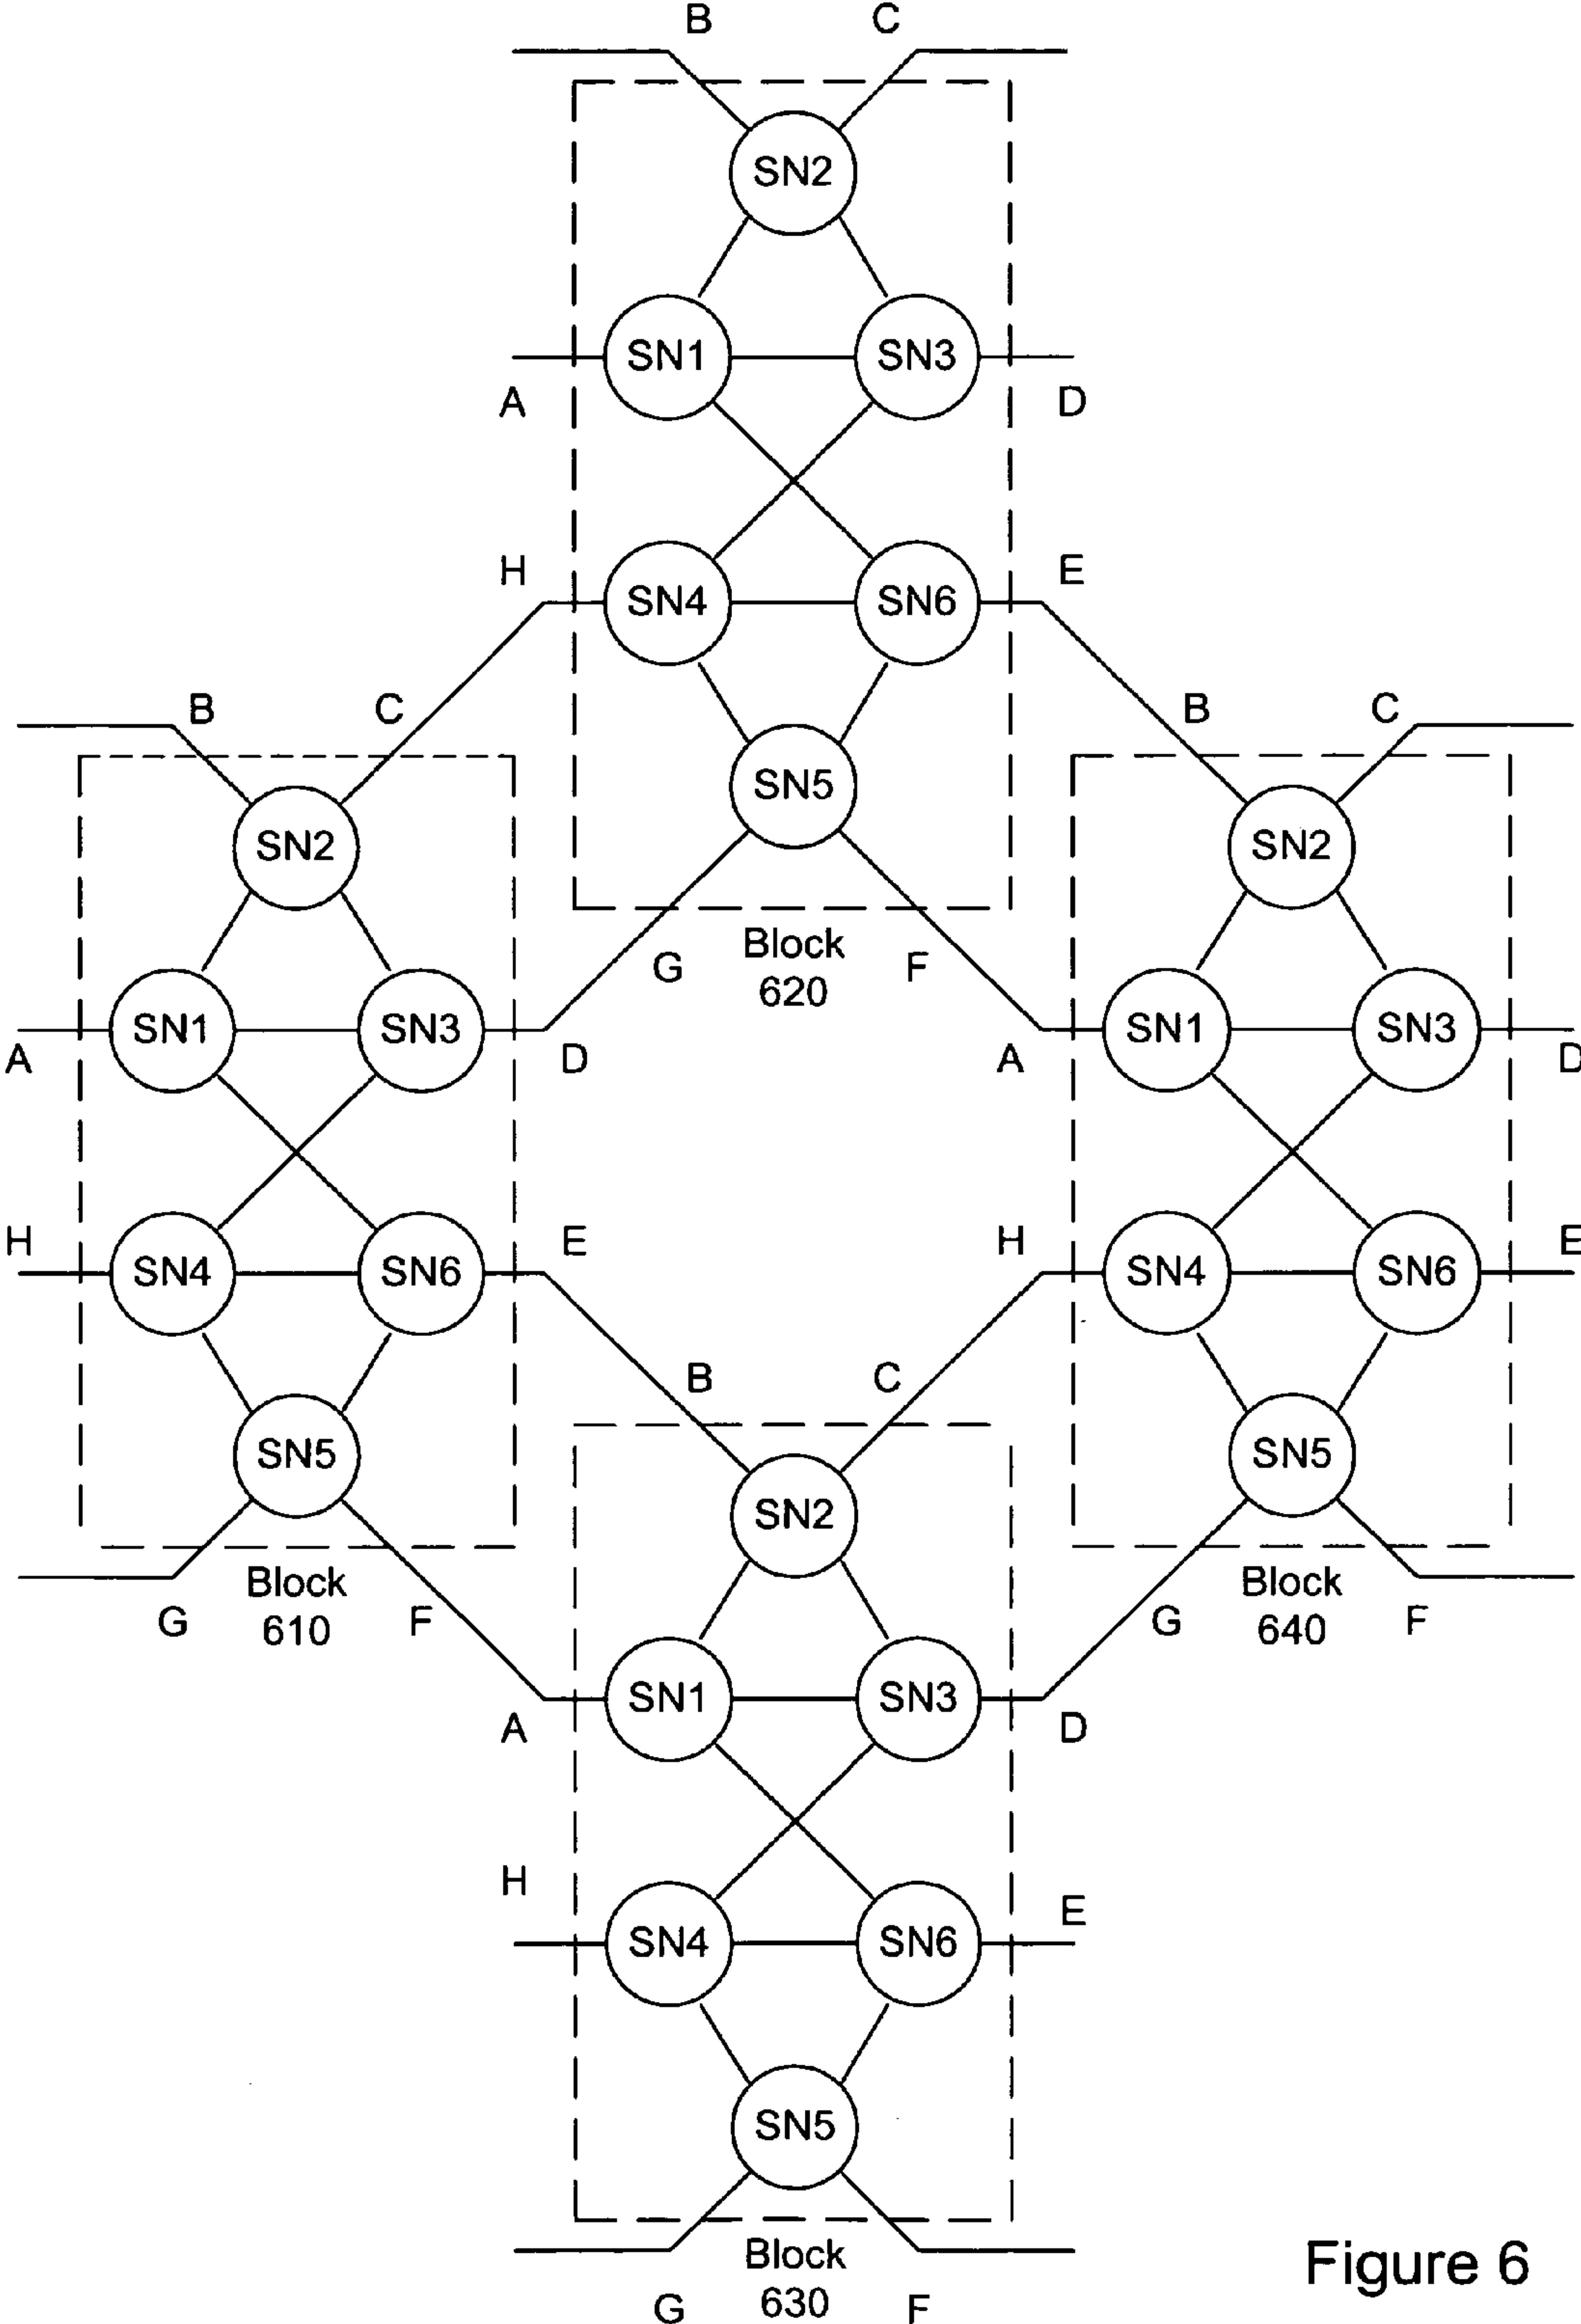 B C
SN2
SN1 SN3
A D
H E
SN4 SN6
B C
SN5
B C
SN2
SN2
Block
620
G F
SN1 SN3
SN1 SN3
A D
A D
H E
H E
SN4 SN6
SN4 SN6
B C
SN5
SN5
SN2
Block
610
Block
640
G F
G F
SN1 SN3
A D
H E
SN4 SN6
SN5
Block
630
G F
Figure 6